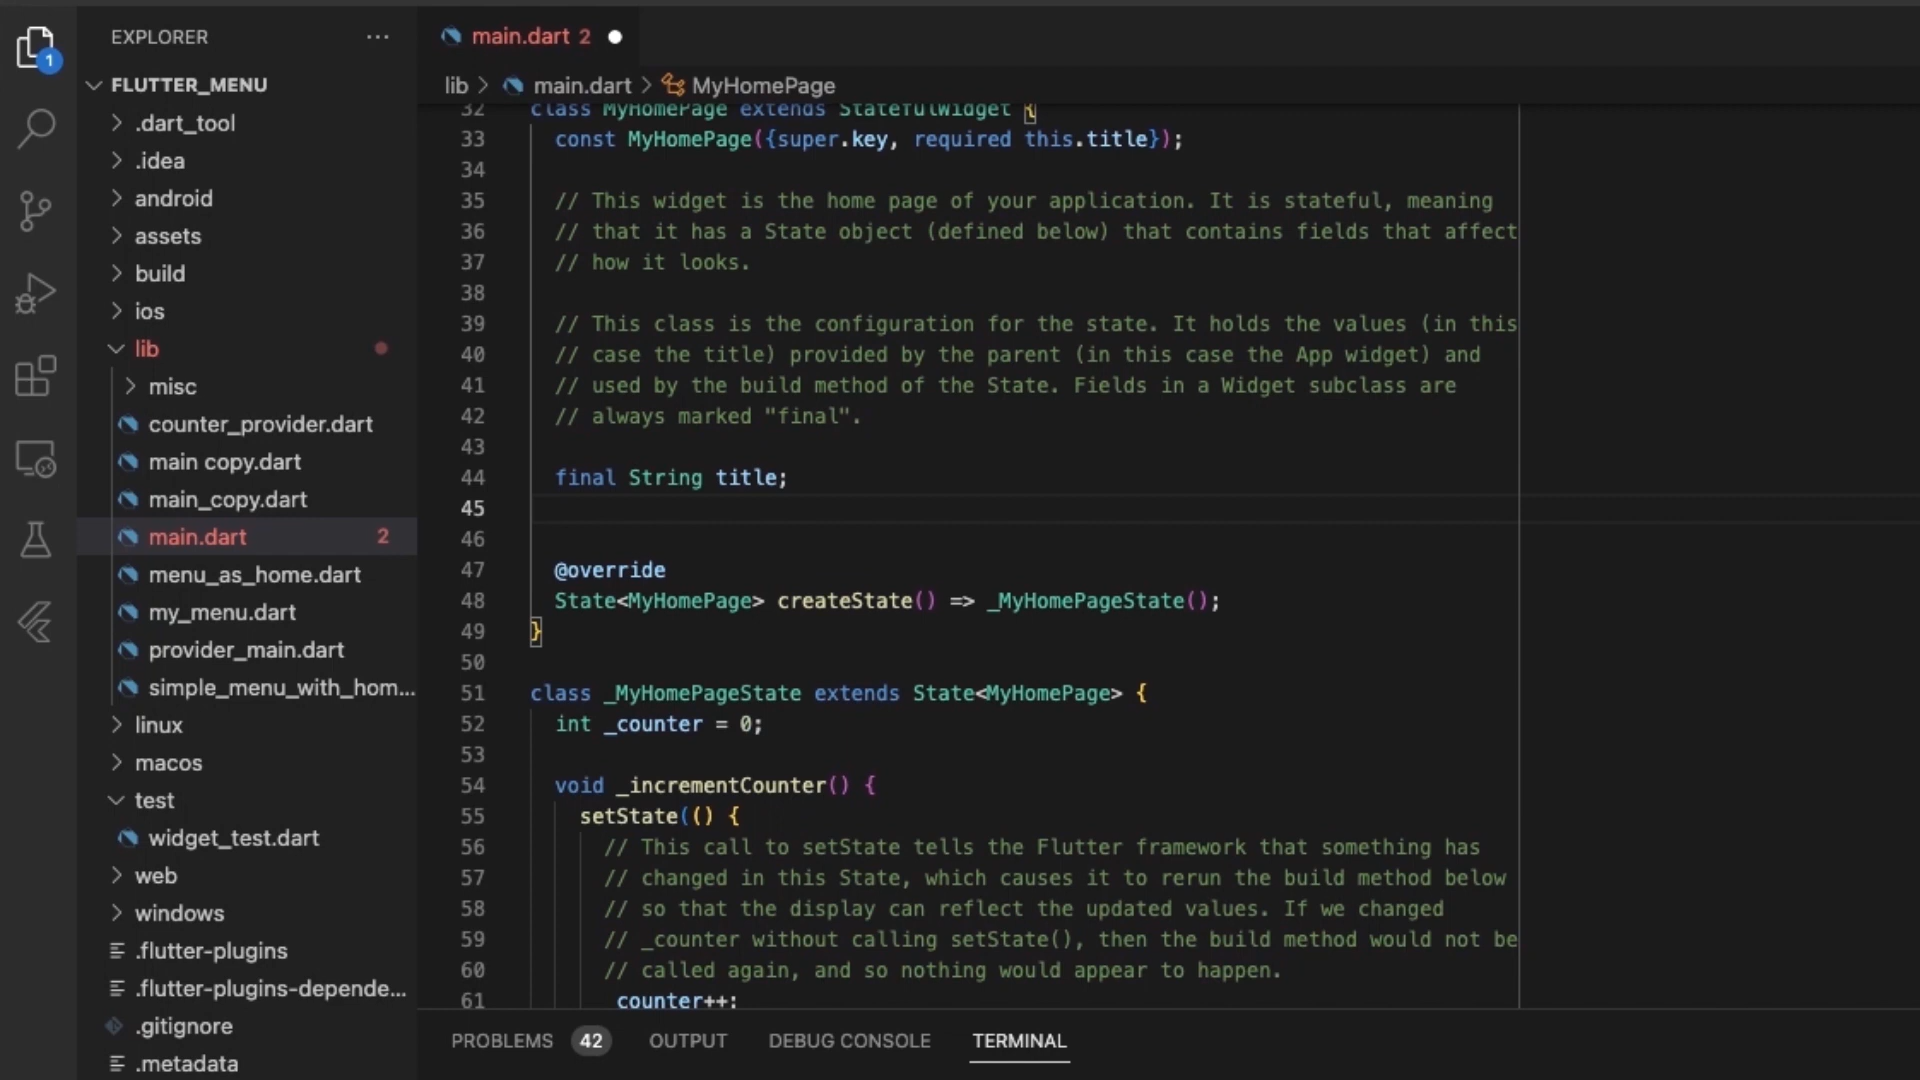 1
EXPLORER
...
FLUTTER_MENU
.dart_tool
.idea
android
assets
build
ios
lib
misc
counter_provider.dart
main copy.dart
main_copy.dart
main.dart 2
menu_as_home.dart
my_menu.dart
provider_main.dart
simple_menu_with_hom...
linux
macos
test
widget_test.dart
web
windows
.flutter-plugins
.flutter-plugins-depende...
.gitignore
.metadata
main.dart 2
lib > main.dart > MyHomePage
32 class MyHomePage extends StatefulWidget {
33 const MyHomePage({super.key, required this.title});
34
35 // This widget is the home page of your application. It is stateful, meaning
36 // that it has a State object (defined below) that contains fields that affect
37 // how it looks.
38
39 // This class is the configuration for the state. It holds the values (in this
40 // case the title) provided by the parent (in this case the App widget) and
41 // used by the build method of the State. Fields in a Widget subclass are
42 // always marked "final".
43
44 final String title;
45
46
47 @override
48 State<MyHomePage> createState() => _MyHomePageState();
49 }
50
51 class _MyHomePageState extends State<MyHomePage> {
52 int _counter = 0;
53
54 void _incrementCounter() {
55 setState(() {
56 // This call to setState tells the Flutter framework that something has
57 // changed in this State, which causes it to rerun the build method below
58 // so that the display can reflect the updated values. If we changed
59 // _counter without calling setState(), then the build method would not be
60 // called again, and so nothing would appear to happen.
61 counter++;
PROBLEMS 42 OUTPUT DEBUG CONSOLE TERMINAL